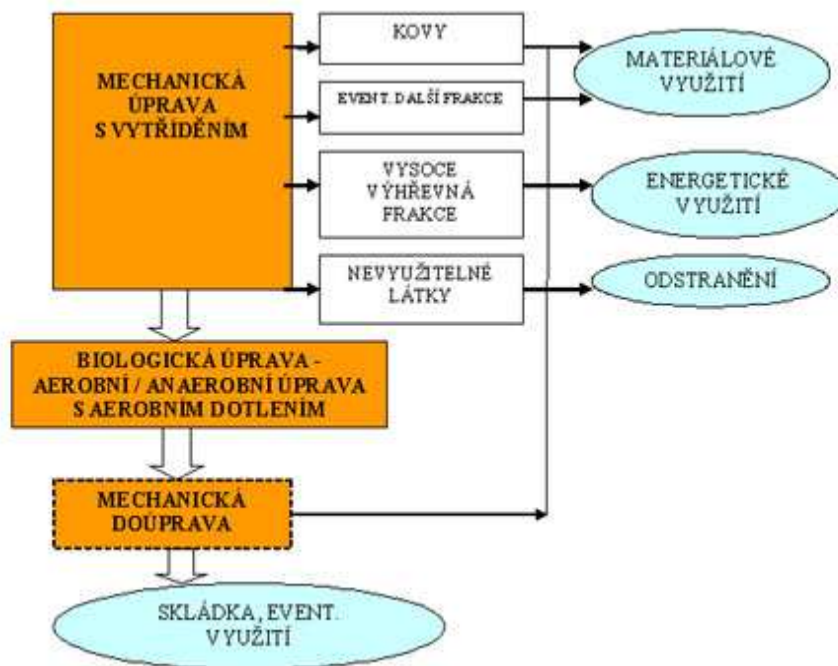 MECHANICKÁ
ÚPRAVA
S VYTŘÍDĚNÍM
KOVY
EVENT. DALŠÍ FRAKCE
VYSOCE
VÝHŘEVNÁ
FRAKCE
NEVYUŽITELNÉ
LÁTKY
MATERIÁLOVÉ
VYUŽITÍ
ENERGETICKÉ
VYUŽITÍ
ODSTRANĚNÍ
BIOLOGICKÁ ÚPRAVA -
AEROBNÍ / ANAEROBNÍ ÚPRAVA
S AEROBNÍM DOTLENÍM
MECHANICKÁ
DOÚPRAVA
SKLÁDKA, EVENT.
VYUŽITÍ